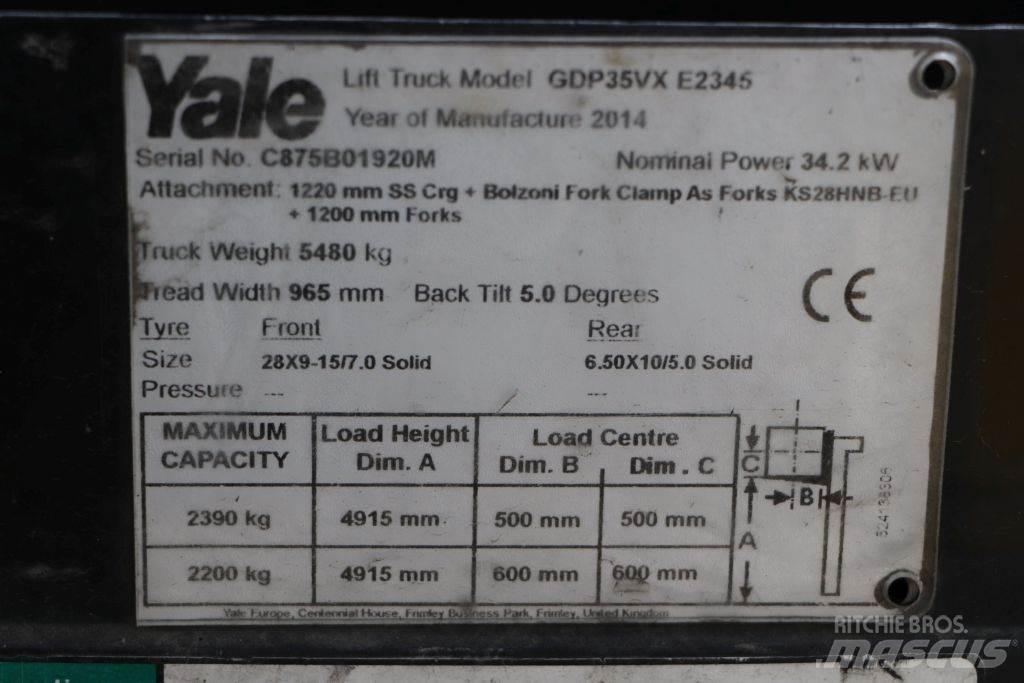 Yale
Lift Truck Model GDP35VX E2345
Year of Manufacture 2014
Serial No. C875B01920M Nominal Power 34.2 kW
Attachment: 1220 mm SS Crg + Bolzoni Fork Clamp As Forks KS28HNB-EU
+ 1200 mm Forks
Truck Weight 5480 kg
Tread Width 965 mm Back Tilt 5.0 Degrees
CE
Tyre Front Rear
Size 28X9-15/7.0 Solid 6.50X10/5.0 Solid
Pressure --- ---
MAXIMUM CAPACITY Load Height Dim. A Load Centre Dim. B Dim. C
2390 kg 4915 mm 500 mm 500 mm
2200 kg 4915 mm 600 mm 600 mm
C
B
A
524138306
Yale Europe, Centennial House, Frimley Business Park, Frimley, United Kingdom
RITCHIE BROS.
MASCUS